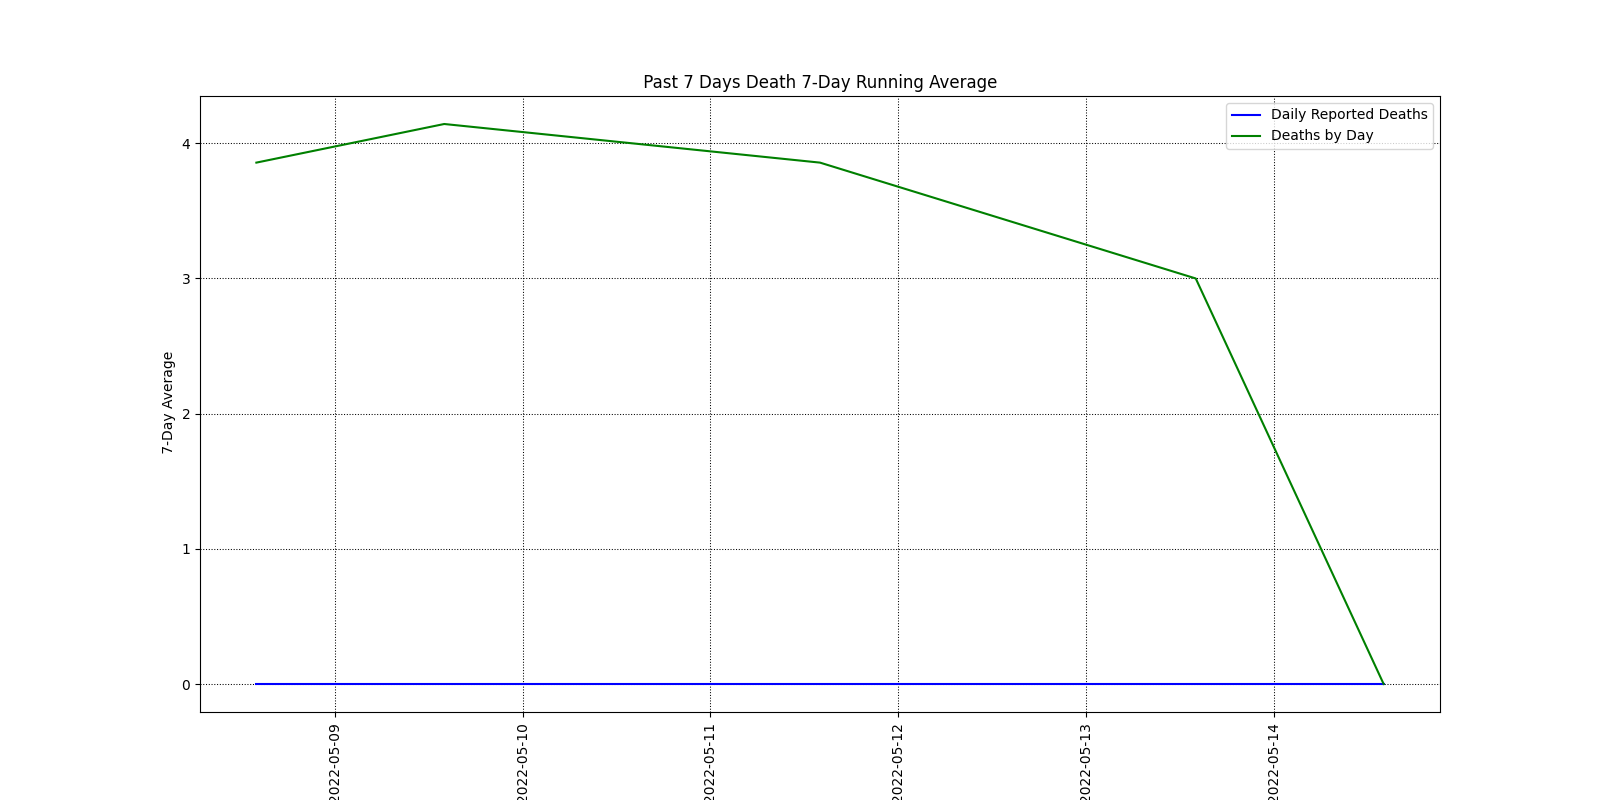 Past 7 Days Death 7-Day Running Average
Daily Reported Deaths
Deaths by Day
7-Day Average
4
3
2
1
0
2022-05-09
2022-05-10
2022-05-11
2022-05-12
2022-05-13
2022-05-14